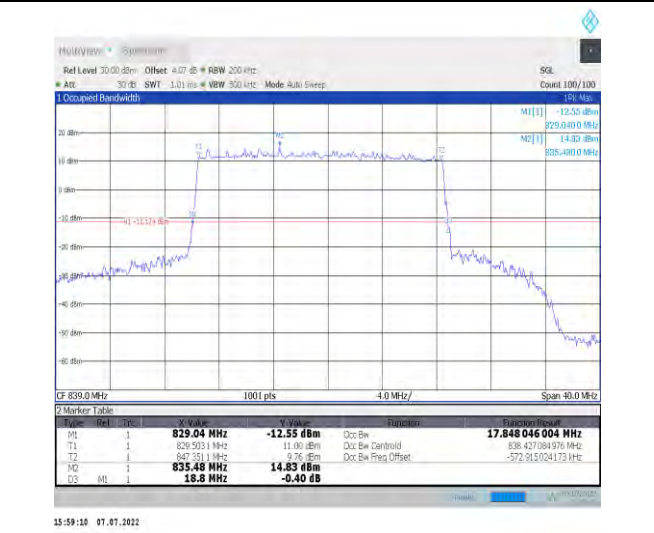 MultiView Spectrum
Ref Level 30.00 dBm Offset 4.07 dB RBW 200 kHz SGL
Att 30 dB SWT 1.01 ms VBW 300 kHz Mode Auto Sweep Count 100/100
1 Occupied Bandwidth 1Pk Max
M1[1] -12.55 dBm
829.0400 MHz
M2[1] 14.83 dBm
835.4800 MHz
20 dBm
M2
T1
T2
10 dBm
0 dBm
-10 dBm
-20 dBm
-30 dBm
-40 dBm
-50 dBm
-60 dBm
CF 839.0 MHz 1001 pts 4.0 MHz/ Span 40.0 MHz
2 Marker Table
Type Ref Trc X-Value Y-Value Function Function Result
M1 1 829.04 MHz -12.55 dBm Occ Bw 17.848 046 004 MHz
T1 1 829.5031 MHz 11.00 dBm Occ Bw Centroid 838.427084976 MHz
T2 1 847.3511 MHz 9.76 dBm Occ Bw Freq Offset -572.915024173 kHz
M2 1 835.48 MHz 14.83 dBm
D3 M1 1 18.8 MHz -0.40 dB
15:59:10 07.07.2022